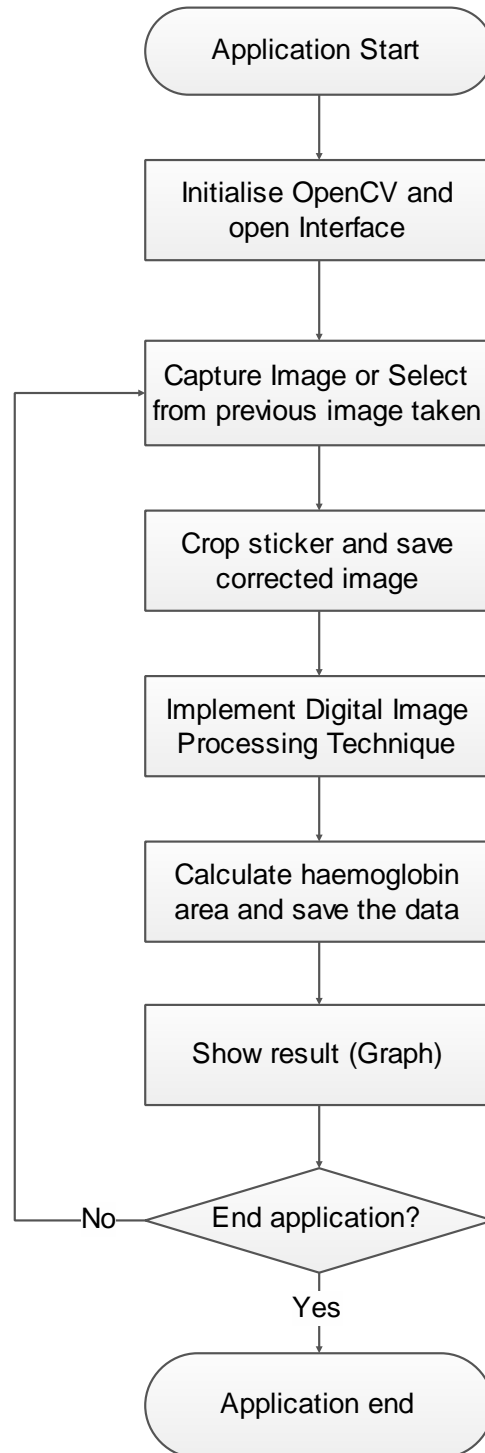 Application Start
Initialise OpenCV and
open Interface
Capture Image or Select
from previous image taken
Crop sticker and save
corrected image
Implement Digital Image
Processing Technique
Calculate haemoglobin
area and save the data
Show result (Graph)
End application?
No
Yes
Application end